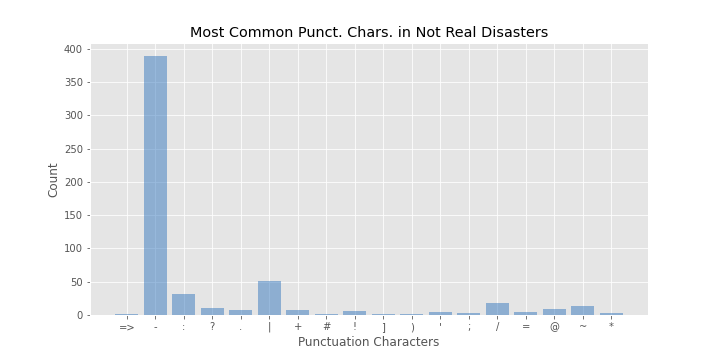 Most Common Punct. Chars. in Not Real Disasters
400
350
300
250
200
150
100
50
0
Count
=> - : ? . | + # ! ] ) ' ; / = @ ~ *
Punctuation Characters